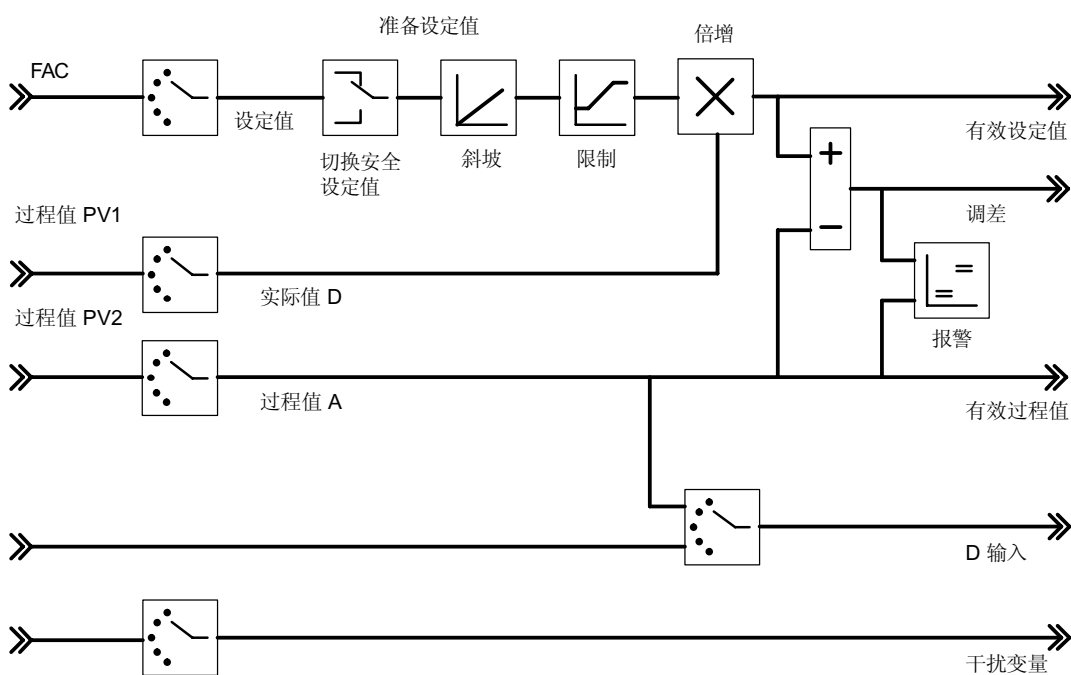 准备设定值
倍增
FAC
设定值
有效设定值
切换安全
设定值
斜坡
限制
过程值 PV1
调差
实际值 D
过程值 PV2
报警
过程值 A
有效过程值
D 输入
干扰变量